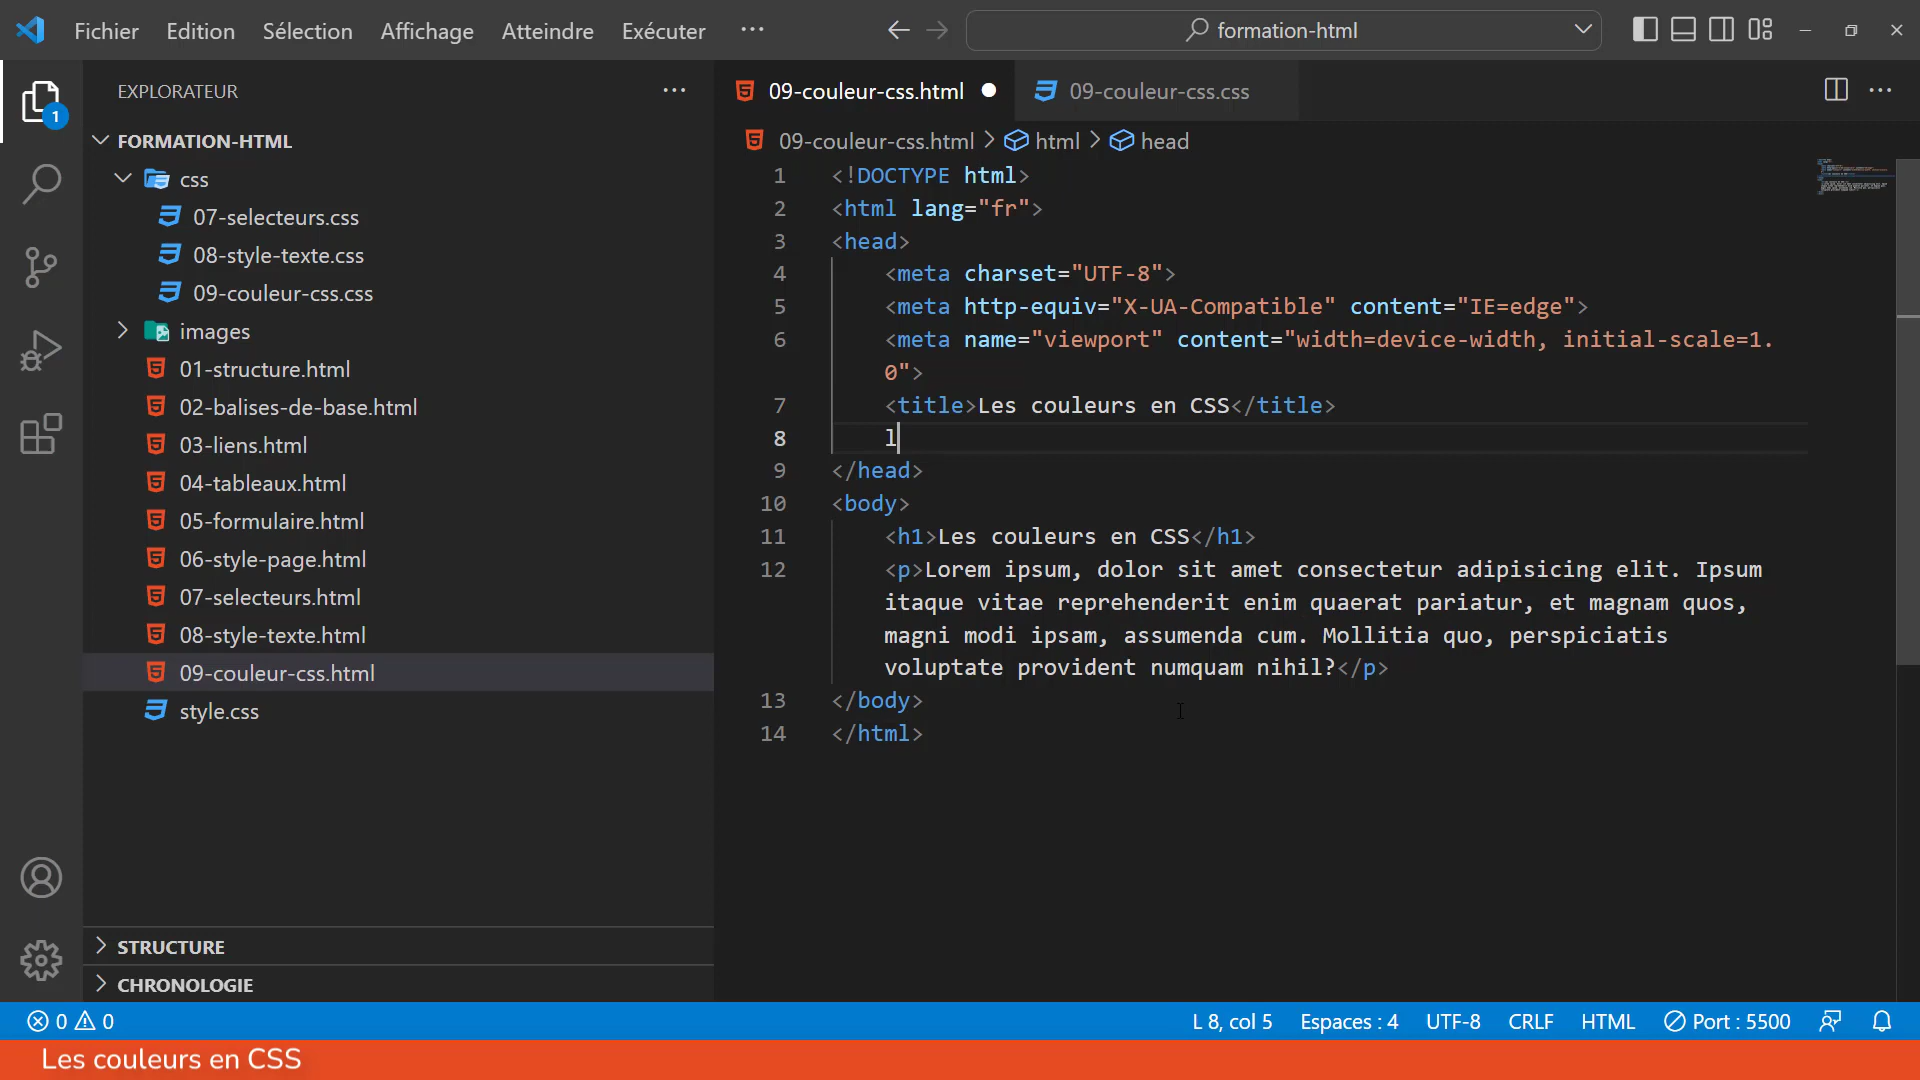 Fichier Edition Sélection Affichage Atteindre Exécuter ··· formation-html
EXPLORATEUR ···
FORMATION-HTML
css
07-selecteurs.css
08-style-texte.css
09-couleur-css.css
images
01-structure.html
02-balises-de-base.html
03-liens.html
04-tableaux.html
05-formulaire.html
06-style-page.html
07-selecteurs.html
08-style-texte.html
09-couleur-css.html
style.css
STRUCTURE
CHRONOLOGIE
1
09-couleur-css.html 09-couleur-css.css
09-couleur-css.html > html > head
1 <!DOCTYPE html>
2 <html lang="fr">
3 <head>
4 <meta charset="UTF-8">
5 <meta http-equiv="X-UA-Compatible" content="IE=edge">
6 <meta name="viewport" content="width=device-width, initial-scale=1.
0">
7 <title>Les couleurs en CSS</title>
8 l
9 </head>
10 <body>
11 <h1>Les couleurs en CSS</h1>
12 <p>Lorem ipsum, dolor sit amet consectetur adipisicing elit. Ipsum
itaque vitae reprehenderit enim quaerat pariatur, et magnam quos,
magni modi ipsam, assumenda cum. Mollitia quo, perspiciatis
voluptate provident numquam nihil?</p>
13 </body>
14 </html>
0 0 L 8, col 5 Espaces : 4 UTF-8 CRLF HTML Port : 5500
Les couleurs en CSS